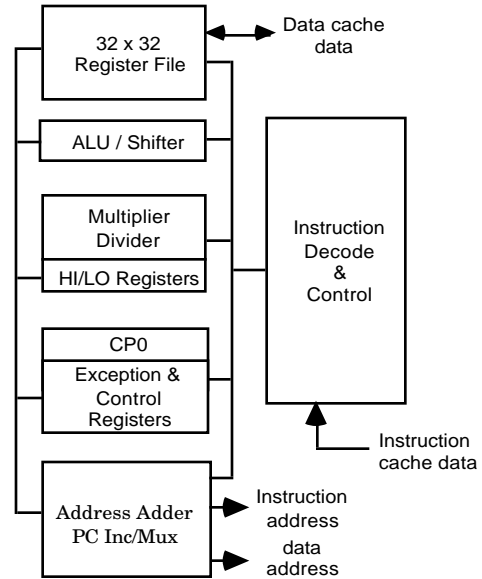 32 x 32
Register File
Data cache
data
ALU / Shifter
Multiplier
Divider
HI/LO Registers
Instruction
Decode
&
Control
CP0
Exception &
Control
Registers
Instruction
cache data
Address Adder
PC Inc/Mux
Instruction
address
data
address